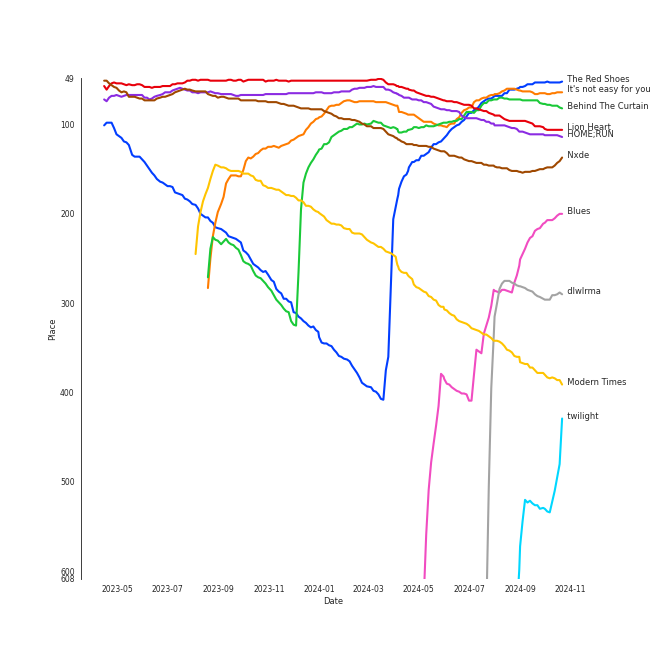 49
100
200
300
400
500
600
608
Place
2023-05
2023-07
2023-09
2023-11
2024-01
2024-03
2024-05
2024-07
2024-09
2024-11
Date
The Red Shoes
It's not easy for you
Behind The Curtain
Lion Heart
HOME;RUN
Nxde
Blues
dlwlrma
Modern Times
twilight